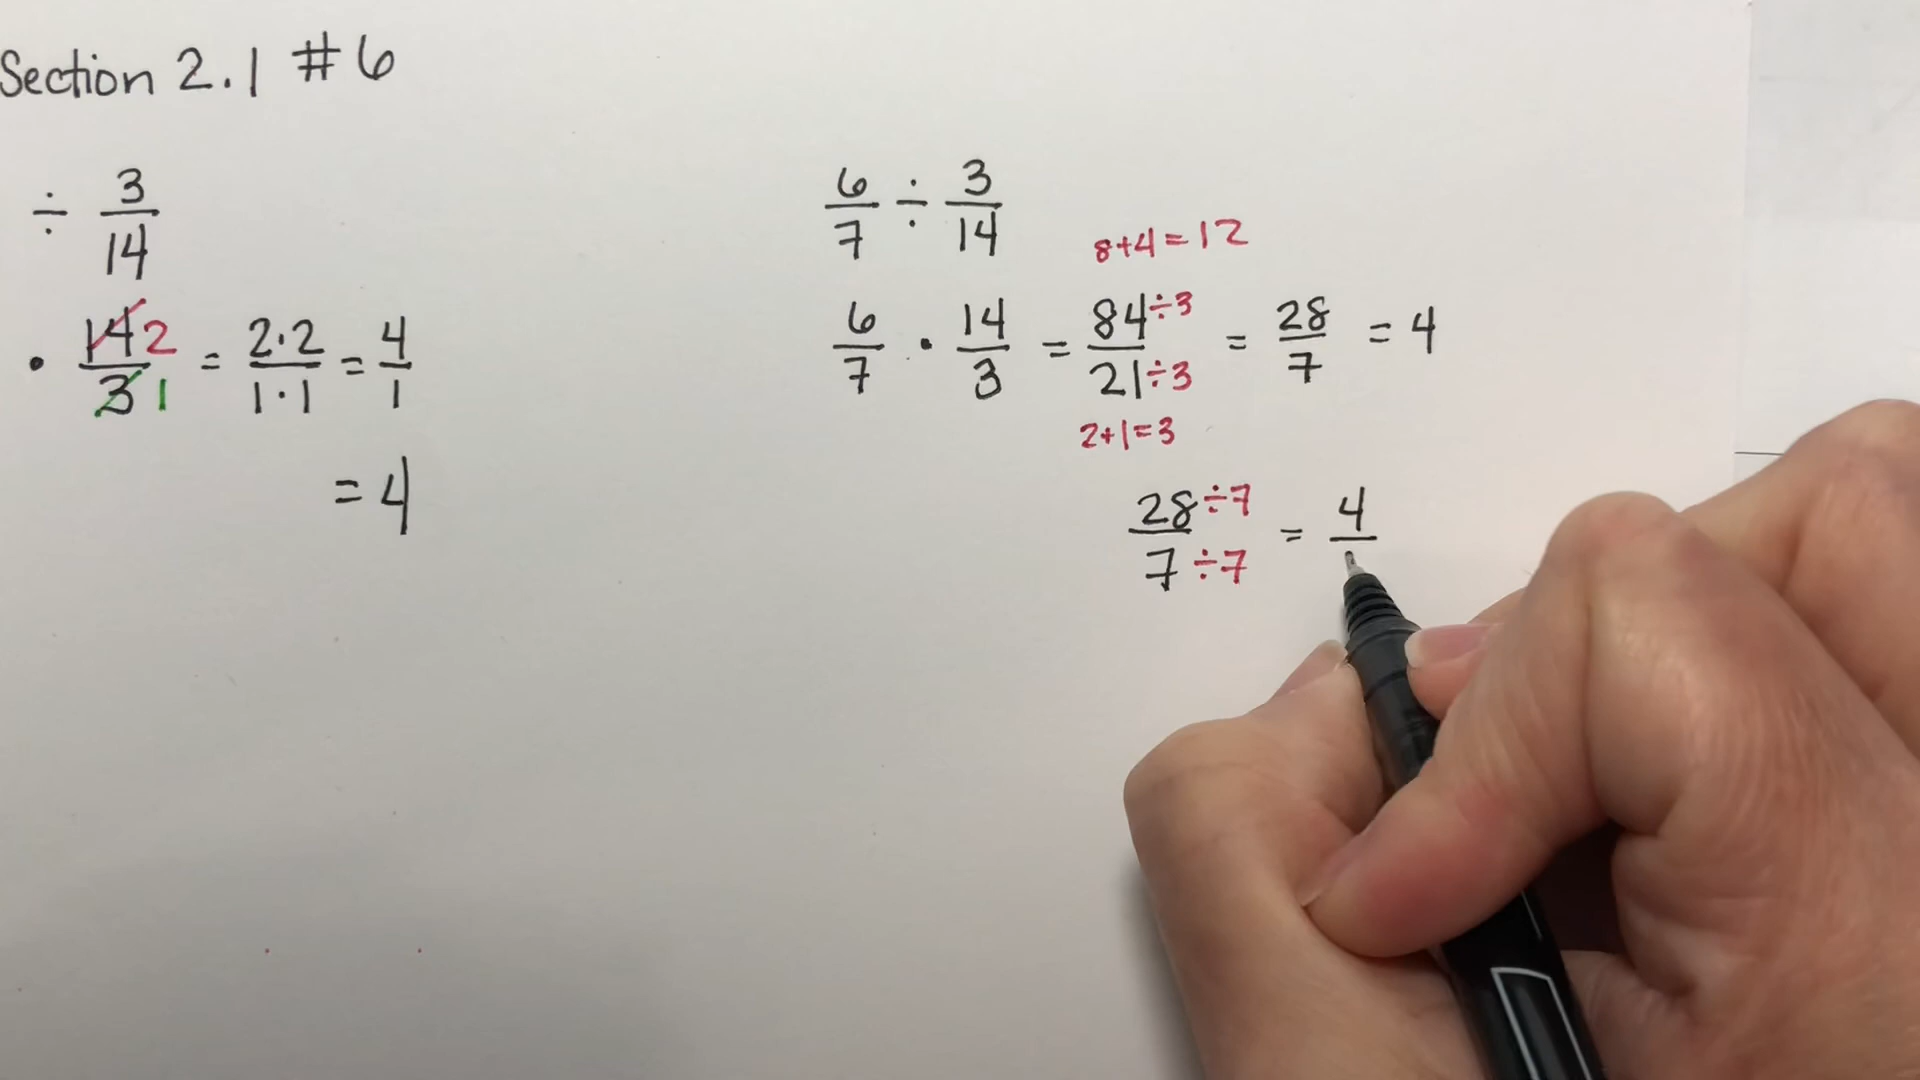 Section 2.1 #6
÷ 3/14
· 14 2/3 1 = 2·2/1·1 = 4/1
= 4
6/7 ÷ 3/14
8+4=12
6/7 · 14/3 = 84÷3/21÷3 = 28/7 = 4
2+1=3
28÷7/7÷7 = 4/